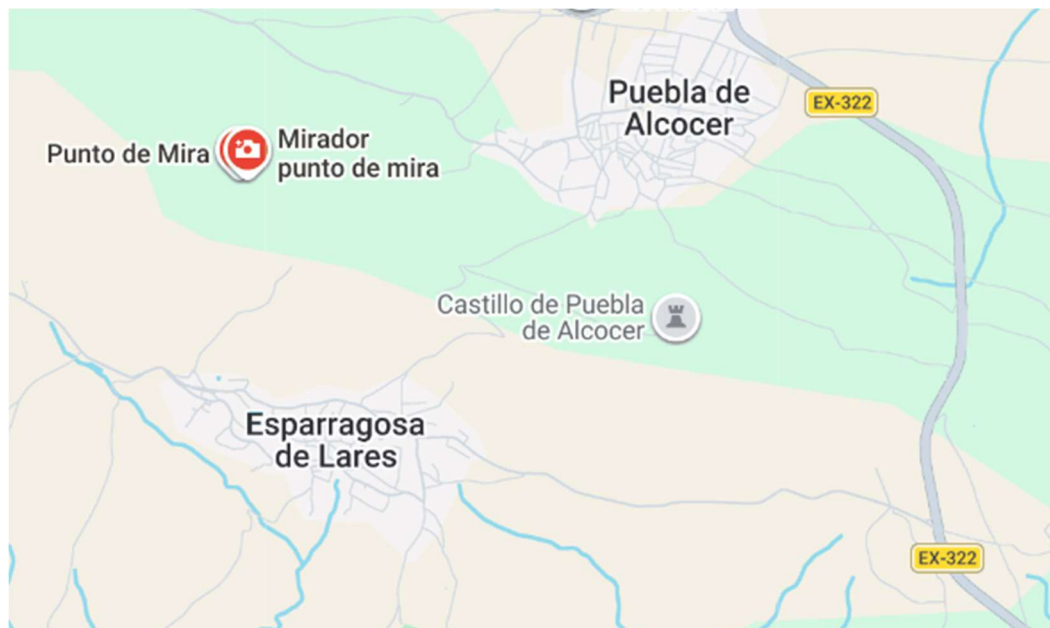 Puebla de
Alcocer
EX-322
Punto de Mira
Mirador
punto de mira
Castillo de Puebla
de Alcocer
Esparragosa
de Lares
EX-322